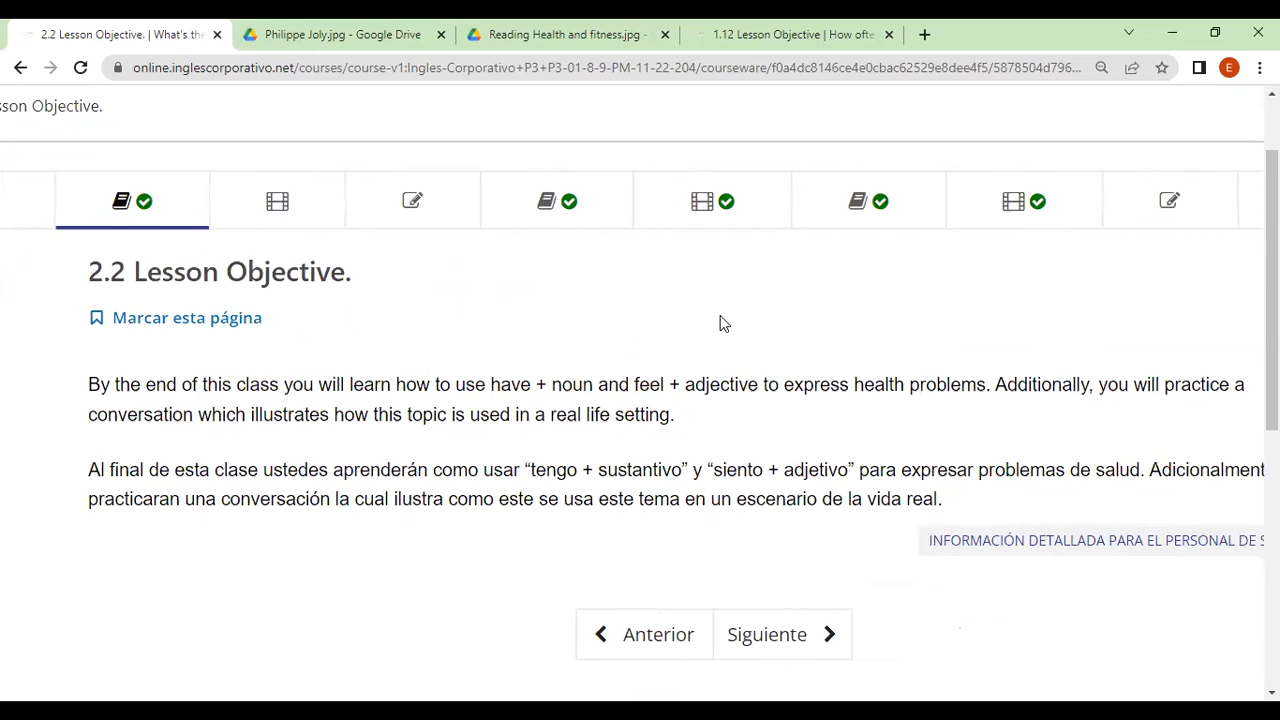 2.2 Lesson Objective. | What's the
Philippe Joly.jpg - Google Drive
Reading Health and fitness.jpg -
1.12 Lesson Objective | How ofte
online.inglescorporativo.net/courses/course-v1:Ingles-Corporativo+P3+P3-01-8-9-PM-11-22-204/courseware/f0a4dc8146ce4e0cbac62529e8dee4f5/5878504d796...
E
sson Objective.
2.2 Lesson Objective.
Marcar esta página
By the end of this class you will learn how to use have + noun and feel + adjective to express health problems. Additionally, you will practice a
conversation which illustrates how this topic is used in a real life setting.
Al final de esta clase ustedes aprenderán como usar “tengo + sustantivo” y “siento + adjetivo” para expresar problemas de salud. Adicionalment
practicaran una conversación la cual ilustra como este se usa este tema en un escenario de la vida real.
INFORMACIÓN DETALLADA PARA EL PERSONAL DE S
Anterior
Siguiente